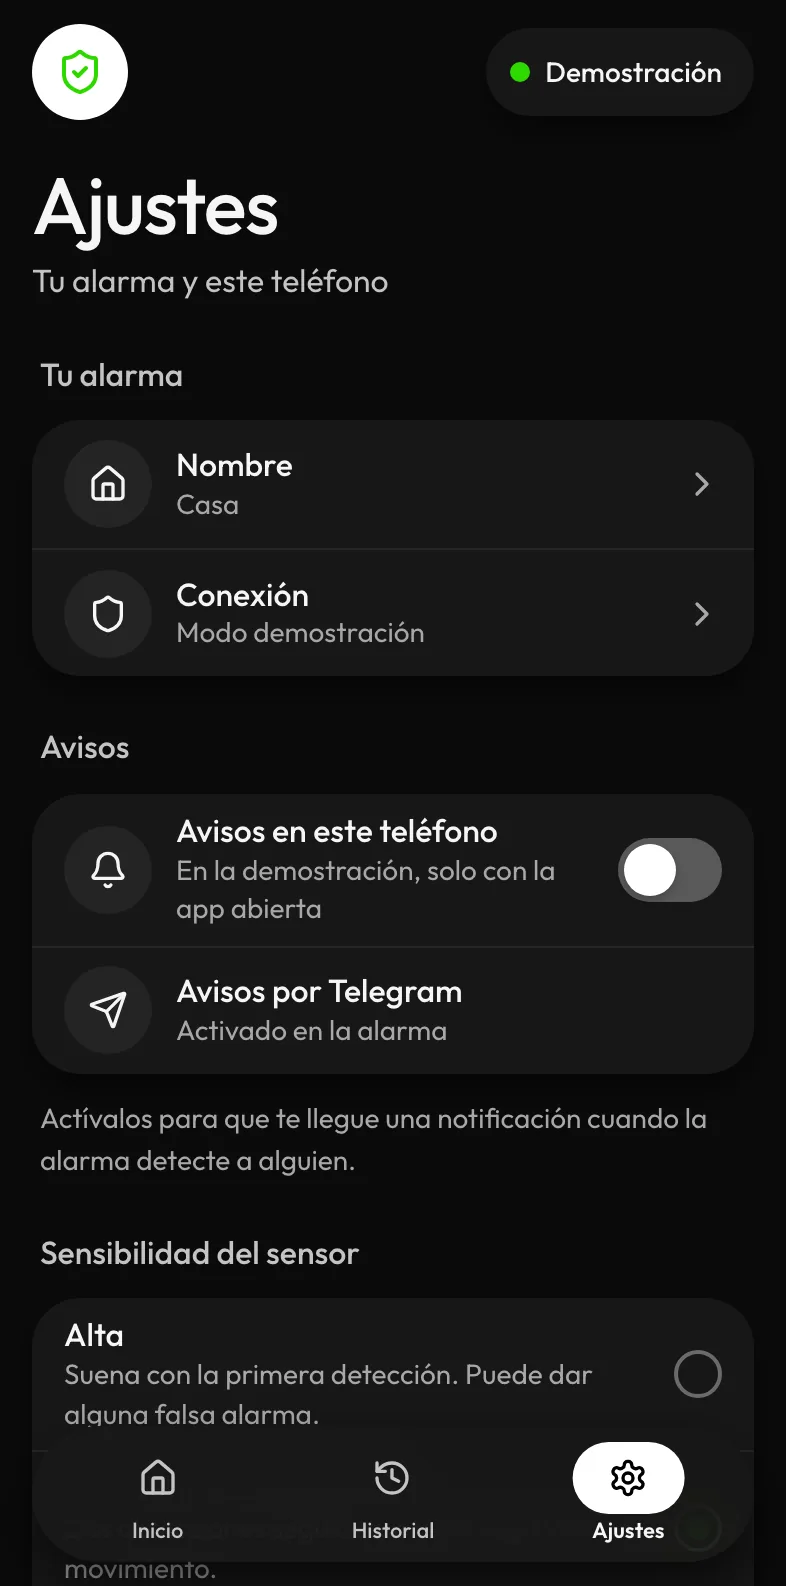 Demostración
Ajustes
Tu alarma y este teléfono
Tu alarma
Nombre
Casa
Conexión
Modo demostración
Avisos
Avisos en este teléfono
En la demostración, solo con la
app abierta
Avisos por Telegram
Activado en la alarma
Actívalos para que te llegue una notificación cuando la
alarma detecte a alguien.
Sensibilidad del sensor
Alta
Suena con la primera detección. Puede dar
alguna falsa alarma.
Inicio
Historial
Ajustes
movimiento.